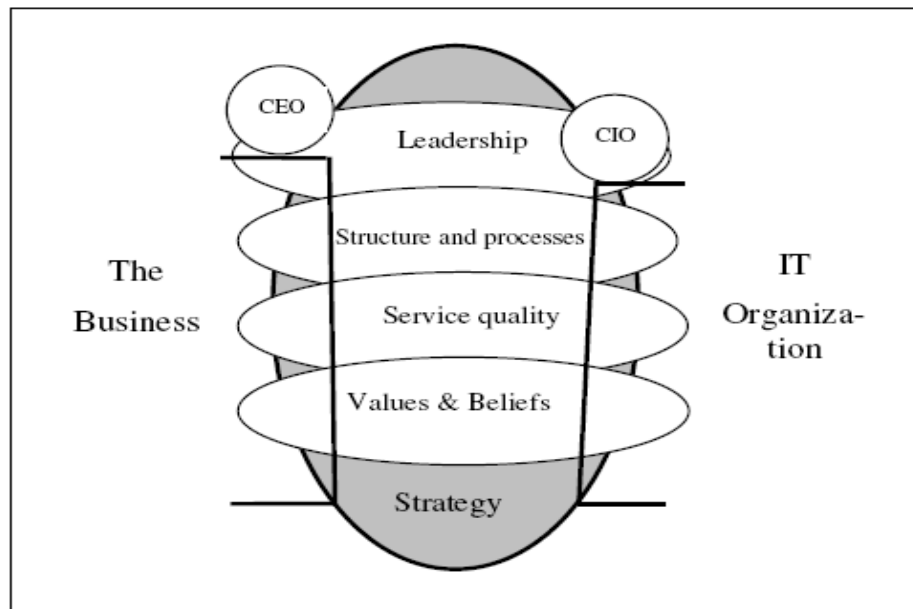 CEO
CIO
Leadership
Structure and processes
The
Business
IT
Organiza-
tion
Service quality
Values & Beliefs
Strategy